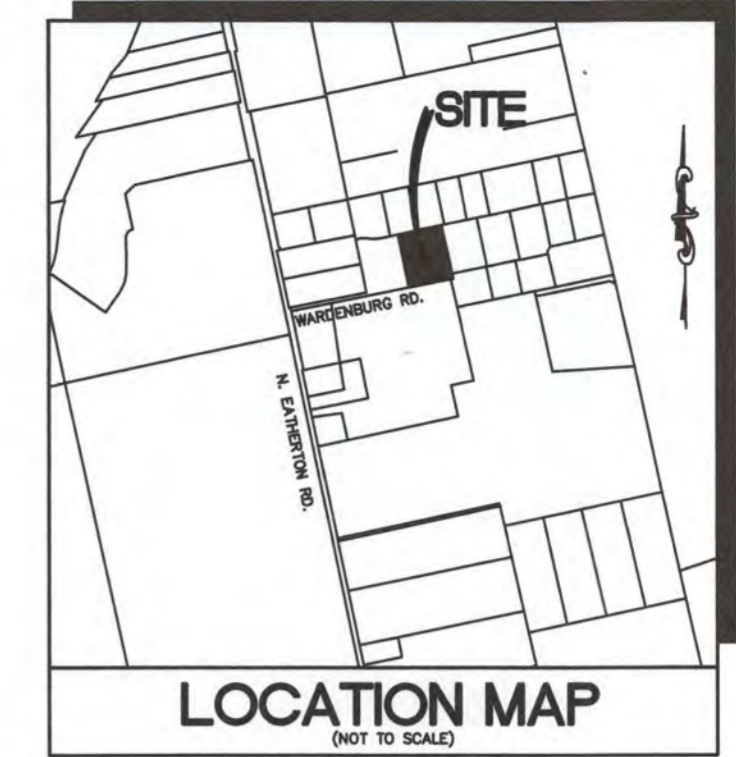 SITE
WARDENBURG RD.
N. EATHERTON RD.
LOCATION MAP
(NOT TO SCALE)